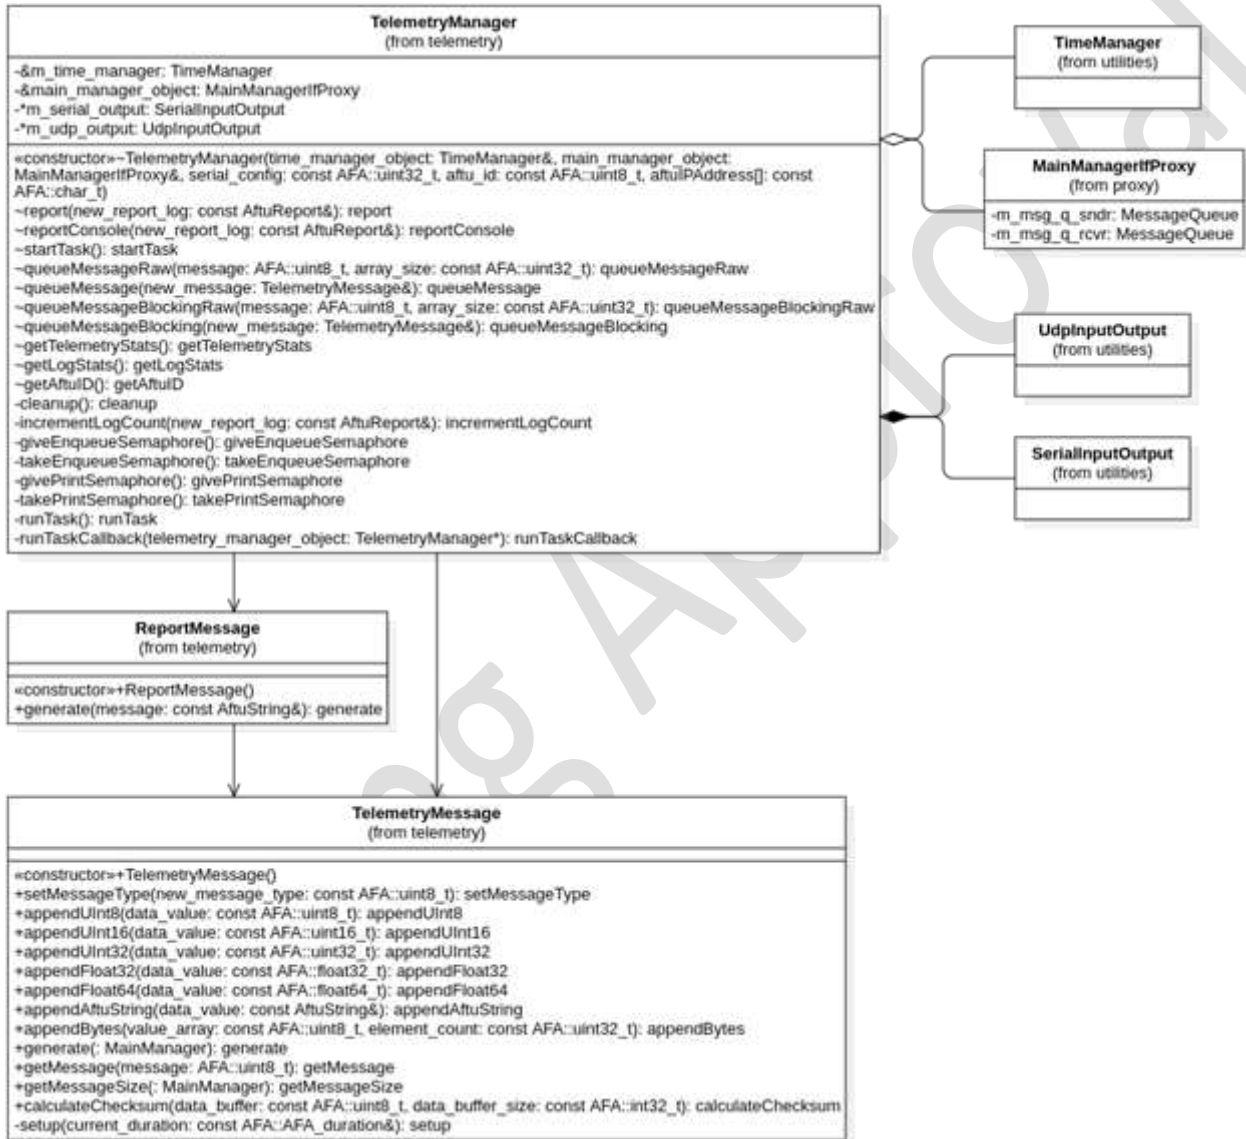 TelemetryManager
(from telemetry)
-&m_time_manager: TimeManager
-&main_manager_object: MainManagerIfProxy
-*m_serial_output: SerialInputOutput
-*m_udp_output: UdpInputOutput
«constructor»~TelemetryManager(time_manager_object: TimeManager&, main_manager_object:
MainManagerIfProxy&, serial_config: const AFA::uint32_t, aftu_id: const AFA::uint8_t, aftuIPAddress[]: const
AFA::char_t)
~report(new_report_log: const AftuReport&): report
~reportConsole(new_report_log: const AftuReport&): reportConsole
~startTask(): startTask
~queueMessageRaw(message: AFA::uint8_t, array_size: const AFA::uint32_t): queueMessageRaw
~queueMessage(new_message: TelemetryMessage&): queueMessage
~queueMessageBlockingRaw(message: AFA::uint8_t, array_size: const AFA::uint32_t): queueMessageBlockingRaw
~queueMessageBlocking(new_message: TelemetryMessage&): queueMessageBlocking
~getTelemetryStats(): getTelemetryStats
~getLogStats(): getLogStats
~getAftuID(): getAftuID
-cleanup(): cleanup
-incrementLogCount(new_report_log: const AftuReport&): incrementLogCount
-giveEnqueueSemaphore(): giveEnqueueSemaphore
-takeEnqueueSemaphore(): takeEnqueueSemaphore
-givePrintSemaphore(): givePrintSemaphore
-takePrintSemaphore(): takePrintSemaphore
-runTask(): runTask
-runTaskCallback(telemetry_manager_object: TelemetryManager*): runTaskCallback
TimeManager
(from utilities)
MainManagerIfProxy
(from proxy)
-m_msg_q_sndr: MessageQueue
-m_msg_q_rcvr: MessageQueue
UdpInputOutput
(from utilities)
SerialInputOutput
(from utilities)
ReportMessage
(from telemetry)
«constructor»+ReportMessage()
+generate(message: const AftuString&): generate
TelemetryMessage
(from telemetry)
«constructor»+TelemetryMessage()
+setMessageType(new_message_type: const AFA::uint8_t): setMessageType
+appendUInt8(data_value: const AFA::uint8_t): appendUInt8
+appendUInt16(data_value: const AFA::uint16_t): appendUInt16
+appendUInt32(data_value: const AFA::uint32_t): appendUInt32
+appendFloat32(data_value: const AFA::float32_t): appendFloat32
+appendFloat64(data_value: const AFA::float64_t): appendFloat64
+appendAftuString(data_value: const AftuString&): appendAftuString
+appendBytes(value_array: const AFA::uint8_t, element_count: const AFA::uint32_t): appendBytes
+generate(: MainManager): generate
+getMessage(message: AFA::uint8_t): getMessage
+getMessageSize(: MainManager): getMessageSize
+calculateChecksum(data_buffer: const AFA::uint8_t, data_buffer_size: const AFA::int32_t): calculateChecksum
-setup(current_duration: const AFA::AFA_duration&): setup